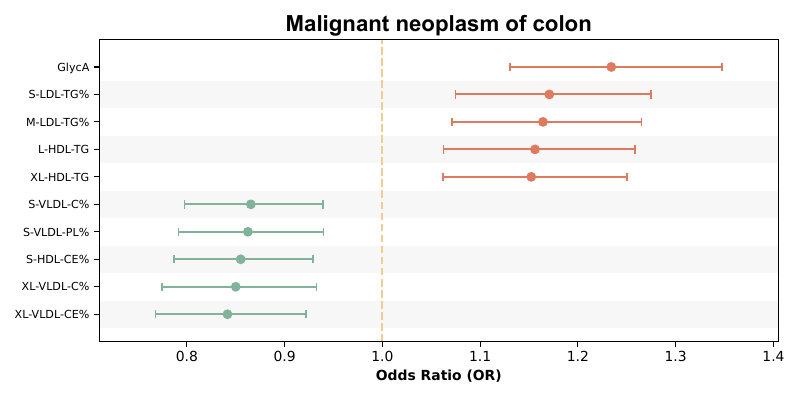 Malignant neoplasm of colon
GlycA
S-LDL-TG%
M-LDL-TG%
L-HDL-TG
XL-HDL-TG
S-VLDL-C%
S-VLDL-PL%
S-HDL-CE%
XL-VLDL-C%
XL-VLDL-CE%
0.8 0.9 1.0 1.1 1.2 1.3 1.4
Odds Ratio (OR)